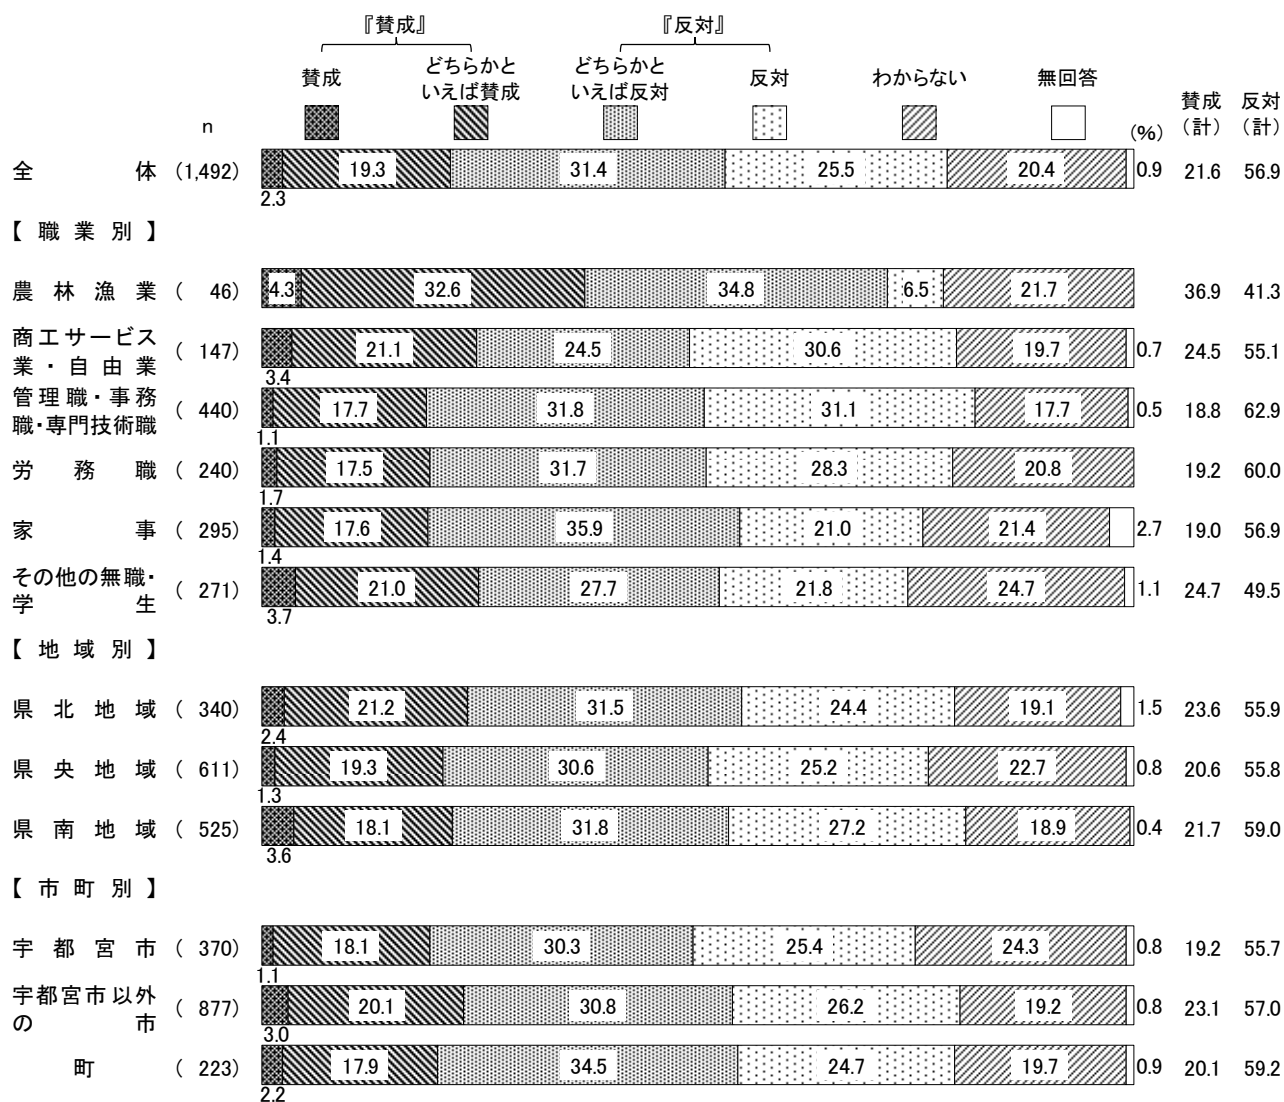 『賛成』 『反対』
賛成 どちらかと
いえば賛成 どちらかと
いえば反対 反対 わからない 無回答
n (%) 賛成
(計) 反対
(計)
全体 (1,492) 2.3 19.3 31.4 25.5 20.4 0.9 21.6 56.9
【職業別】
農林漁業 ( 46) 4.3 32.6 34.8 6.5 21.7 36.9 41.3
商工サービス
業・自由業 ( 147) 3.4 21.1 24.5 30.6 19.7 0.7 24.5 55.1
管理職・事務
職・専門技術職 ( 440) 1.1 17.7 31.8 31.1 17.7 0.5 18.8 62.9
労務職 ( 240) 1.7 17.5 31.7 28.3 20.8 19.2 60.0
家事 ( 295) 1.4 17.6 35.9 21.0 21.4 2.7 19.0 56.9
その他の無職・
学生 ( 271) 3.7 21.0 27.7 21.8 24.7 1.1 24.7 49.5
【地域別】
県北地域 ( 340) 2.4 21.2 31.5 24.4 19.1 1.5 23.6 55.9
県央地域 ( 611) 1.3 19.3 30.6 25.2 22.7 0.8 20.6 55.8
県南地域 ( 525) 3.6 18.1 31.8 27.2 18.9 0.4 21.7 59.0
【市町別】
宇都宮市 ( 370) 1.1 18.1 30.3 25.4 24.3 0.8 19.2 55.7
宇都宮市以外
の市 ( 877) 3.0 20.1 30.8 26.2 19.2 0.8 23.1 57.0
町 ( 223) 2.2 17.9 34.5 24.7 19.7 0.9 20.1 59.2